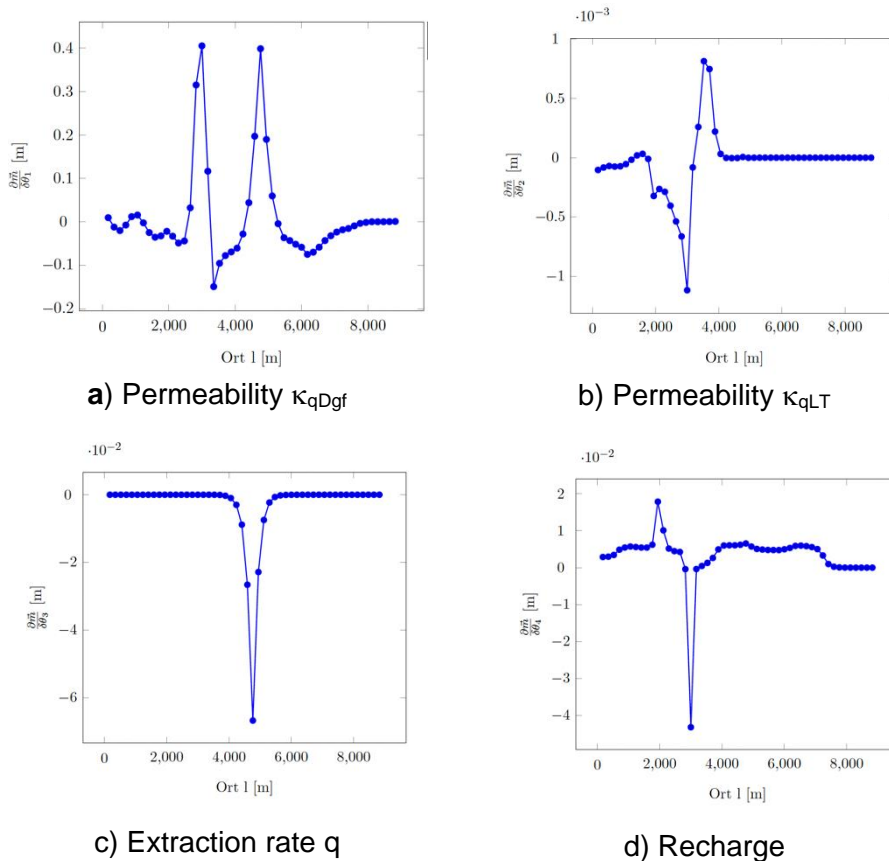 0.4
0.3
0.2
0.1
0
−0.1
−0.2
∂m⃗/δθ₁ [m]
0 2,000 4,000 6,000 8,000
Ort l [m]
a) Permeability κqDgf
·10⁻³
1
0.5
0
−0.5
−1
∂m⃗/δθ₂ [m]
0 2,000 4,000 6,000 8,000
Ort l [m]
b) Permeability κqLT
·10⁻²
0
−2
−4
−6
∂m⃗/δθ₃ [m]
0 2,000 4,000 6,000 8,000
Ort l [m]
c) Extraction rate q
·10⁻²
2
1
0
−1
−2
−3
−4
∂m⃗/δθ₄ [m]
0 2,000 4,000 6,000 8,000
Ort l [m]
d) Recharge